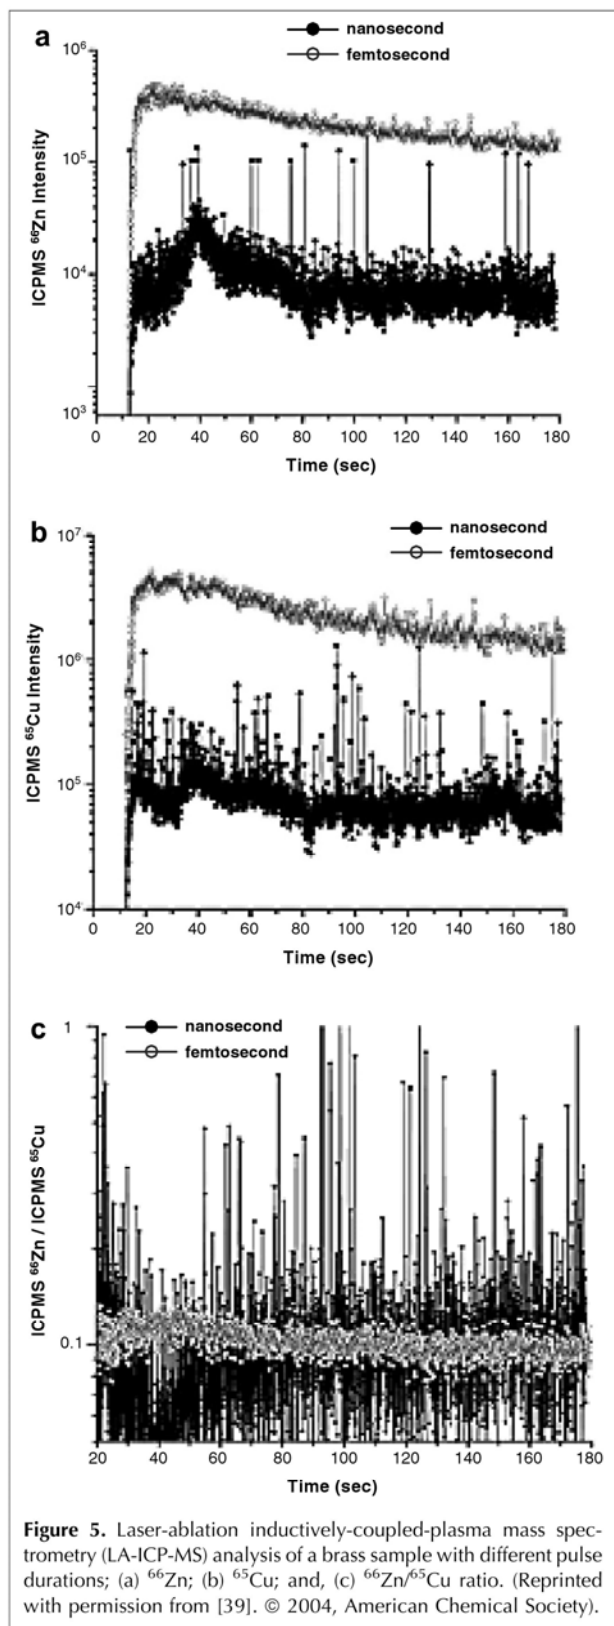 a
nanosecond
femtosecond
10⁶
10⁵
10⁴
10³
ICPMS ⁶⁶Zn Intensity
0 20 40 60 80 100 120 140 160 180
Time (sec)
b
nanosecond
femtosecond
10⁷
10⁶
10⁵
10⁴
ICPMS ⁶⁵Cu Intensity
0 20 40 60 80 100 120 140 160 180
Time (sec)
c
nanosecond
femtosecond
1
0.1
ICPMS ⁶⁶Zn / ICPMS ⁶⁵Cu
20 40 60 80 100 120 140 160 180
Time (sec)
Figure 5. Laser-ablation inductively-coupled-plasma mass spec-
trometry (LA-ICP-MS) analysis of a brass sample with different pulse
durations; (a) ⁶⁶Zn; (b) ⁶⁵Cu; and, (c) ⁶⁶Zn/⁶⁵Cu ratio. (Reprinted
with permission from [39]. © 2004, American Chemical Society).